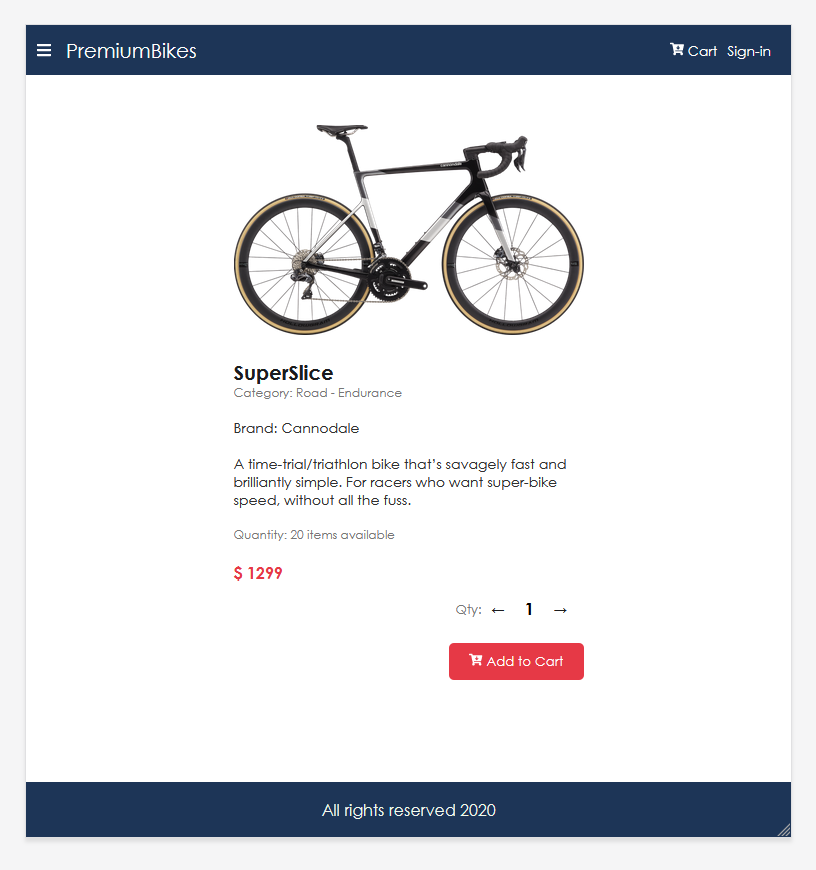 PremiumBikes
Cart Sign-in
cannondale
SuperSlice
Category: Road - Endurance
Brand: Cannodale
A time-trial/triathlon bike that's savagely fast and
brilliantly simple. For racers who want super-bike
speed, without all the fuss.
Quantity: 20 items available
$ 1299
Qty: ← 1 →
Add to Cart
All rights reserved 2020